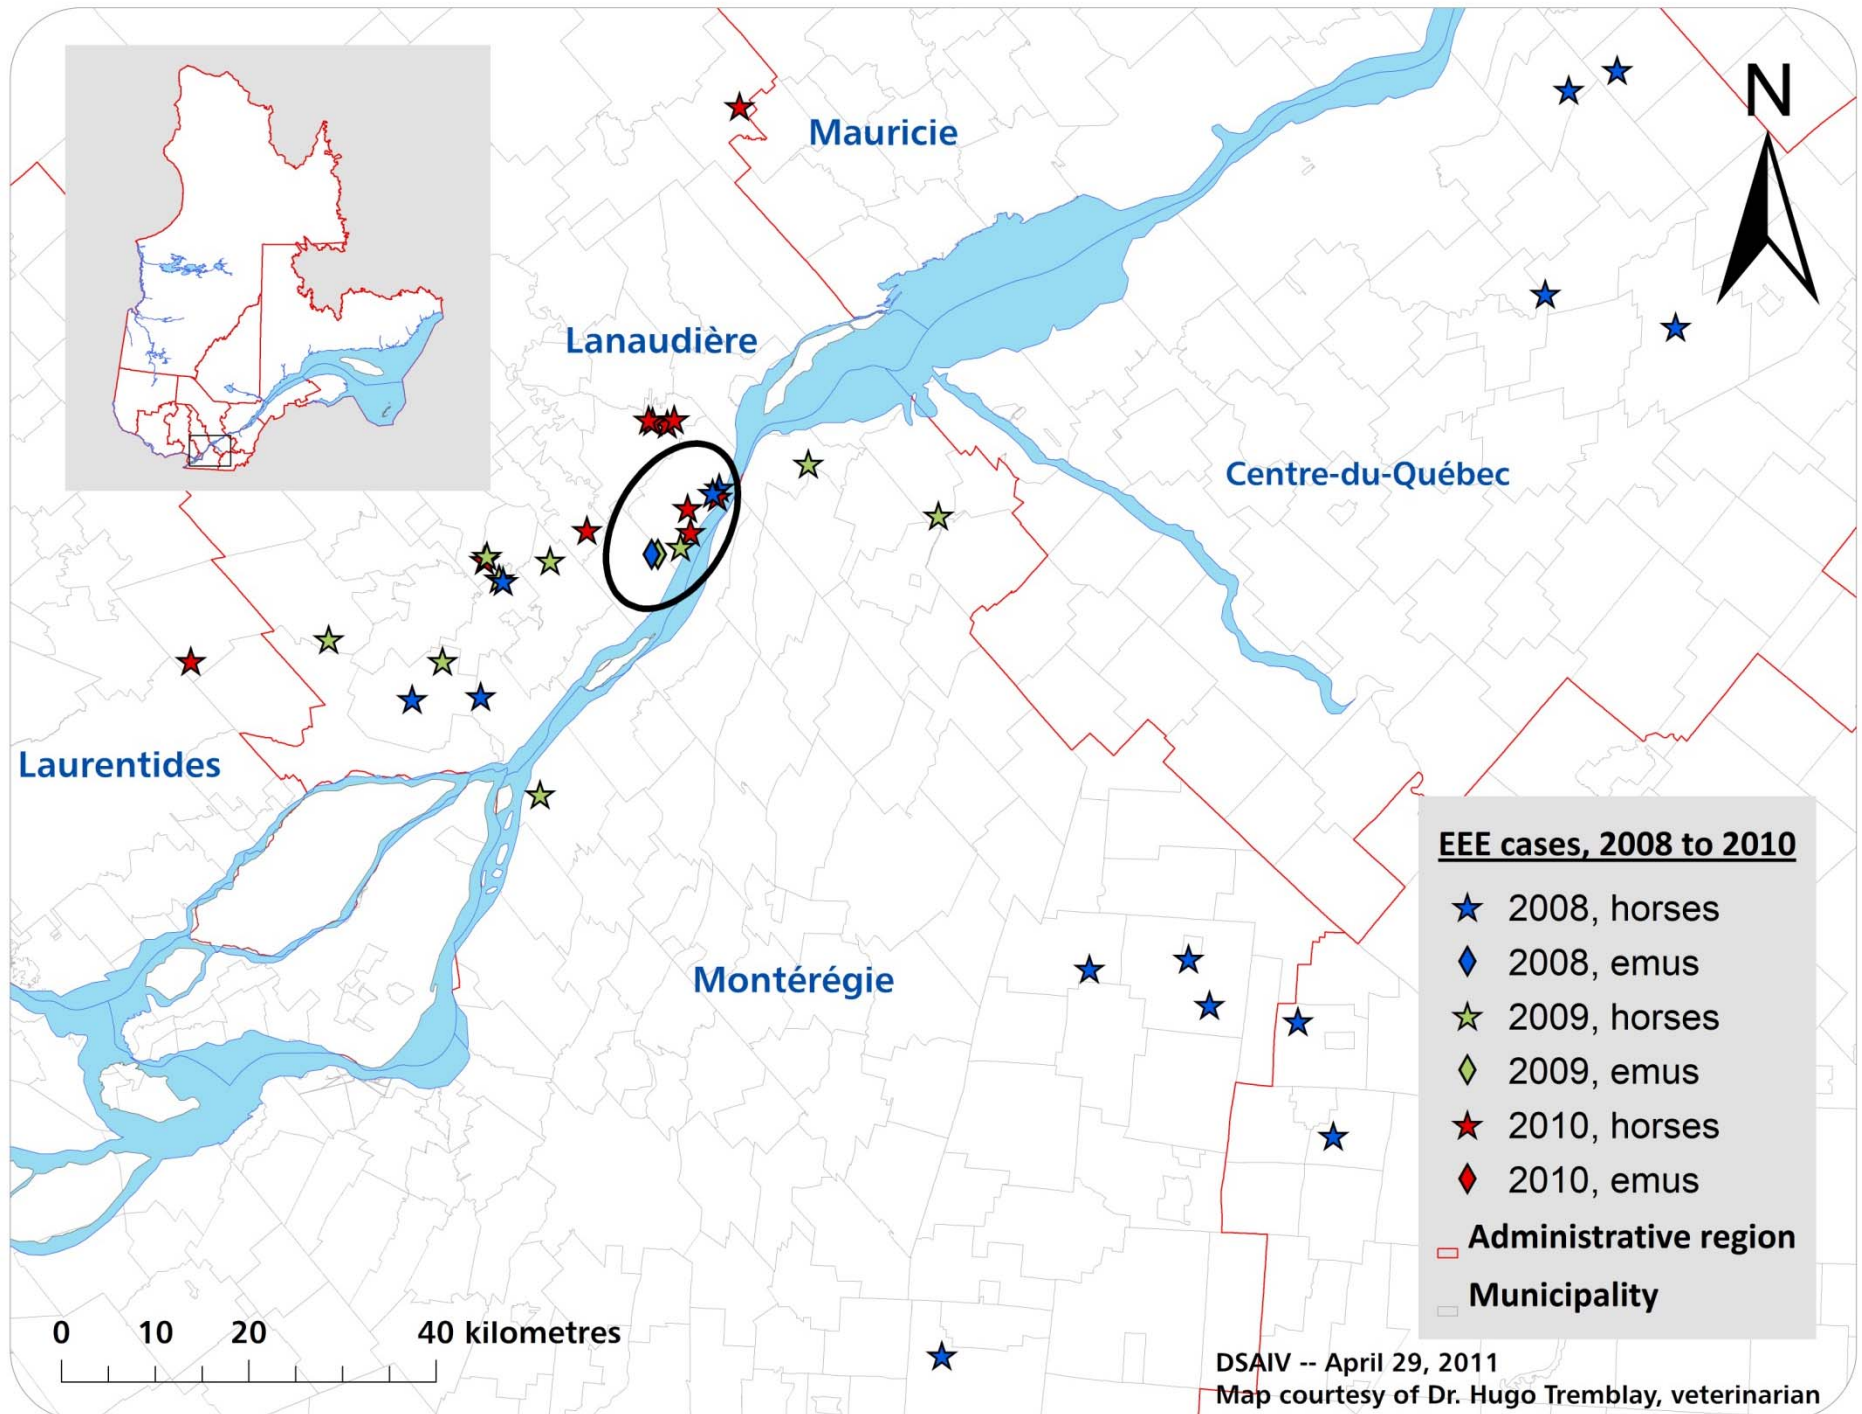 N
Mauricie
Lanaudière
Centre-du-Québec
Laurentides
Montérégie
EEE cases, 2008 to 2010
2008, horses
2008, emus
2009, horses
2009, emus
2010, horses
2010, emus
Administrative region
Municipality
0 10 20 40 kilometres
DSAIV -- April 29, 2011
Map courtesy of Dr. Hugo Tremblay, veterinarian